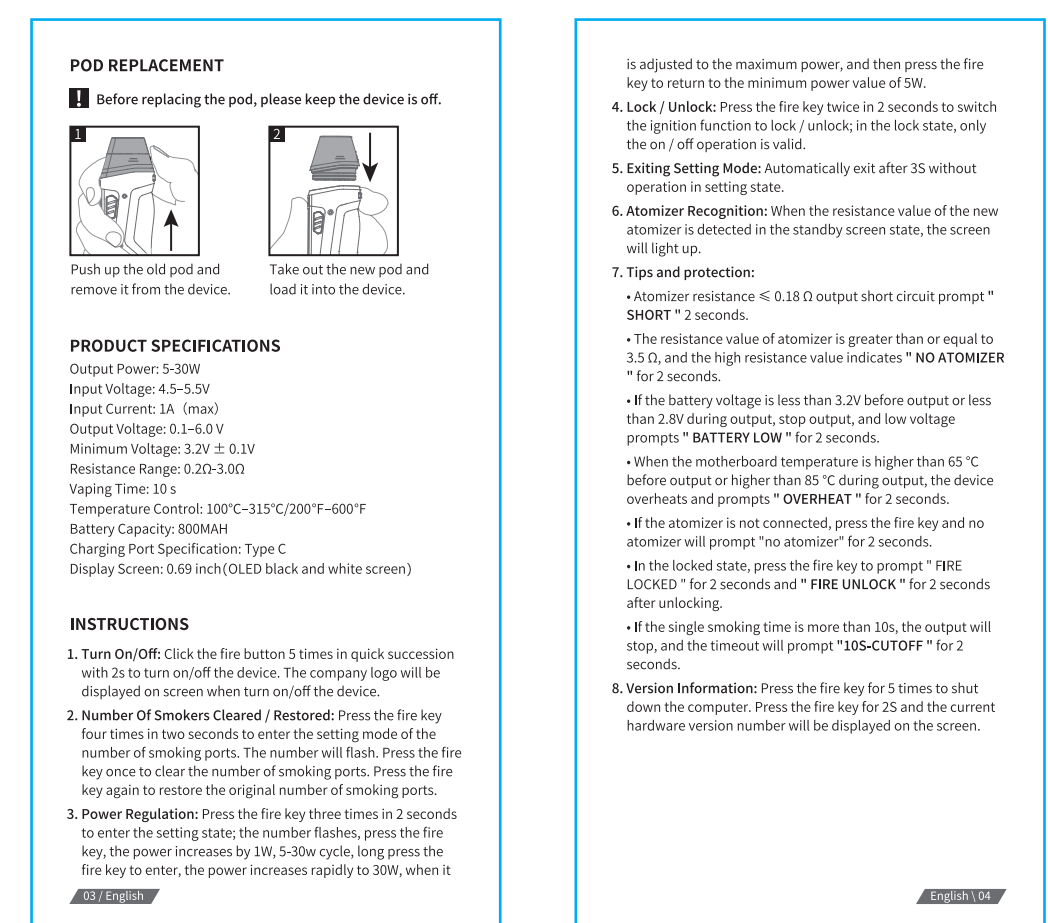 POD REPLACEMENT
! Before replacing the pod, please keep the device is off.
1
Push up the old pod and
remove it from the device.
2
Take out the new pod and
load it into the device.
PRODUCT SPECIFICATIONS
Output Power: 5-30W
Input Voltage: 4.5–5.5V
Input Current: 1A（max）
Output Voltage: 0.1–6.0 V
Minimum Voltage: 3.2V ± 0.1V
Resistance Range: 0.2Ω-3.0Ω
Vaping Time: 10 s
Temperature Control: 100°C–315°C/200°F–600°F
Battery Capacity: 800MAH
Charging Port Specification: Type C
Display Screen: 0.69 inch(OLED black and white screen)
INSTRUCTIONS
1. Turn On/Off: Click the fire button 5 times in quick succession
with 2s to turn on/off the device. The company logo will be
displayed on screen when turn on/off the device.
2. Number Of Smokers Cleared / Restored: Press the fire key
four times in two seconds to enter the setting mode of the
number of smoking ports. The number will flash. Press the fire
key once to clear the number of smoking ports. Press the fire
key again to restore the original number of smoking ports.
3. Power Regulation: Press the fire key three times in 2 seconds
to enter the setting state; the number flashes, press the fire
key, the power increases by 1W, 5-30w cycle, long press the
fire key to enter, the power increases rapidly to 30W, when it
03 / English
is adjusted to the maximum power, and then press the fire
key to return to the minimum power value of 5W.
4. Lock / Unlock: Press the fire key twice in 2 seconds to switch
the ignition function to lock / unlock; in the lock state, only
the on / off operation is valid.
5. Exiting Setting Mode: Automatically exit after 3S without
operation in setting state.
6. Atomizer Recognition: When the resistance value of the new
atomizer is detected in the standby screen state, the screen
will light up.
7. Tips and protection:
• Atomizer resistance ⩽ 0.18 Ω output short circuit prompt "
SHORT " 2 seconds.
• The resistance value of atomizer is greater than or equal to
3.5 Ω, and the high resistance value indicates " NO ATOMIZER
" for 2 seconds.
• If the battery voltage is less than 3.2V before output or less
than 2.8V during output, stop output, and low voltage
prompts " BATTERY LOW " for 2 seconds.
• When the motherboard temperature is higher than 65 °C
before output or higher than 85 °C during output, the device
overheats and prompts " OVERHEAT " for 2 seconds.
• If the atomizer is not connected, press the fire key and no
atomizer will prompt "no atomizer" for 2 seconds.
• In the locked state, press the fire key to prompt " FIRE
LOCKED " for 2 seconds and " FIRE UNLOCK " for 2 seconds
after unlocking.
• If the single smoking time is more than 10s, the output will
stop, and the timeout will prompt "10S-CUTOFF " for 2
seconds.
8. Version Information: Press the fire key for 5 times to shut
down the computer. Press the fire key for 2S and the current
hardware version number will be displayed on the screen.
English \ 04